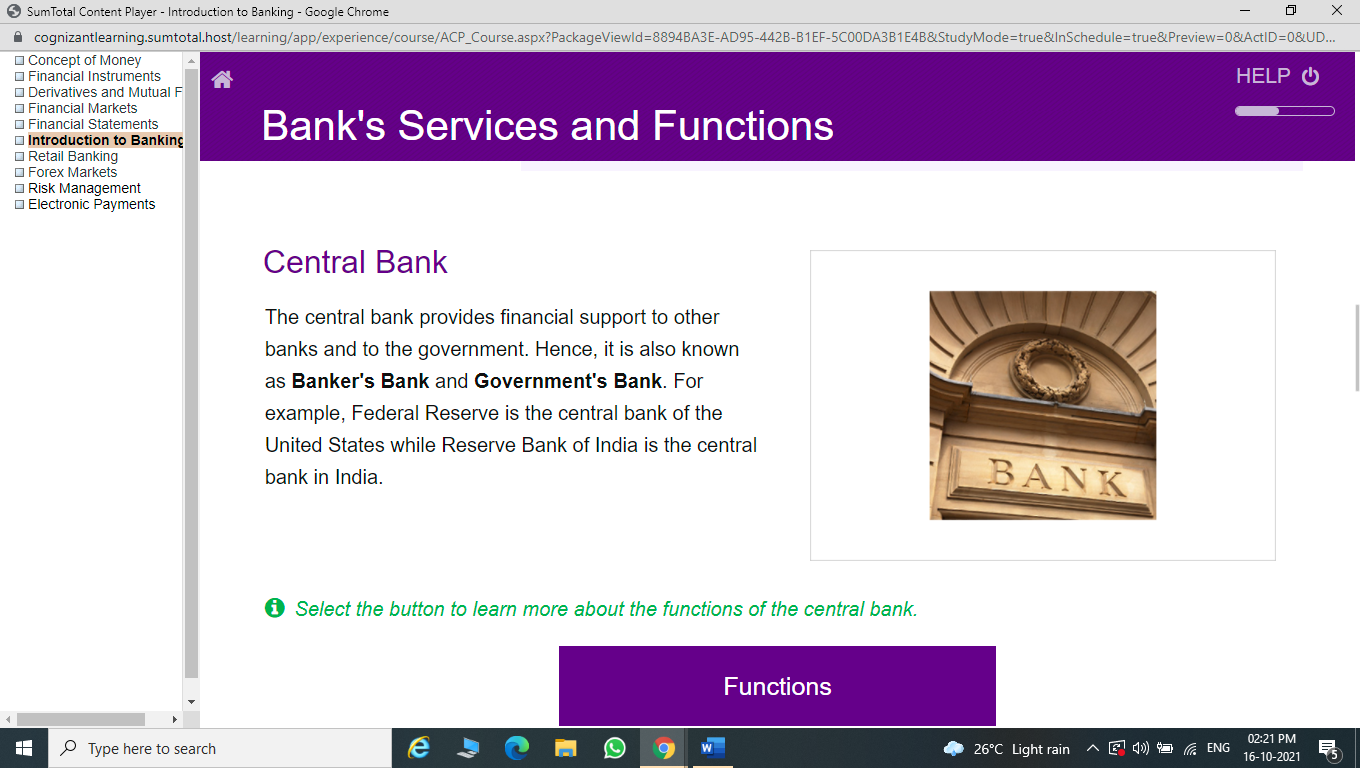 SumTotal Content Player - Introduction to Banking - Google Chrome
cognizantlearning.sumtotal.host/learning/app/experience/course/ACP_Course.aspx?PackageViewId=8894BA3E-AD95-442B-B1EF-5C00DA3B1E4B&StudyMode=true&InSchedule=true&Preview=0&ActID=0&UD...
Concept of Money
Financial Instruments
Derivatives and Mutual F
Financial Markets
Financial Statements
Introduction to Banking
Retail Banking
Forex Markets
Risk Management
Electronic Payments
HELP
Bank's Services and Functions
Central Bank
The central bank provides financial support to other
banks and to the government. Hence, it is also known
as Banker's Bank and Government's Bank. For
example, Federal Reserve is the central bank of the
United States while Reserve Bank of India is the central
bank in India.
BANK
Select the button to learn more about the functions of the central bank.
Functions
Type here to search
26°C Light rain
ENG
02:21 PM
16-10-2021
5